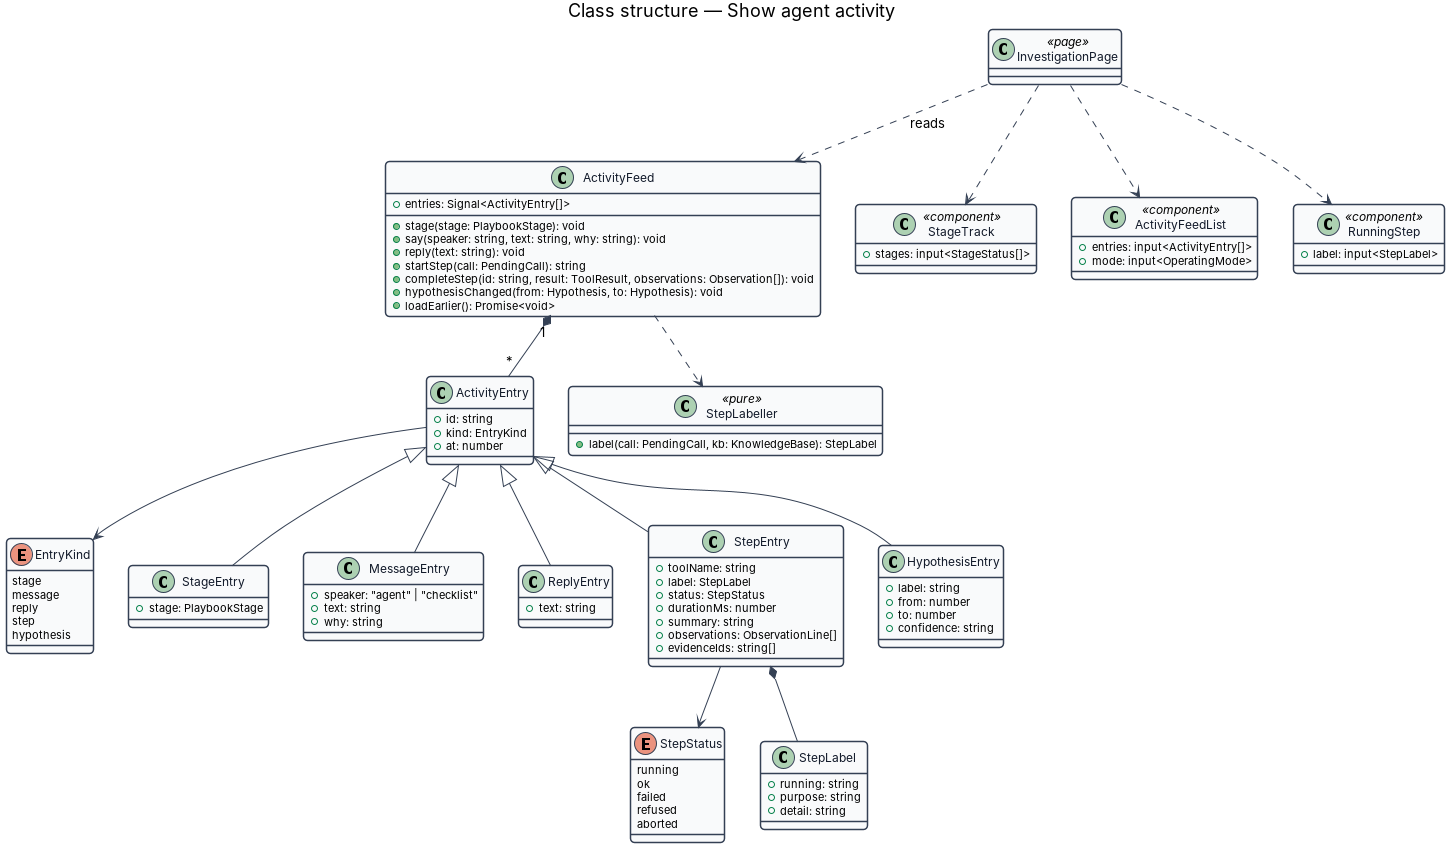 Class structure — Show agent activity
«page»
InvestigationPage
reads
ActivityFeed
entries: Signal<ActivityEntry[]>
stage(stage: PlaybookStage): void
say(speaker: string, text: string, why: string): void
reply(text: string): void
startStep(call: PendingCall): string
completeStep(id: string, result: ToolResult, observations: Observation[]): void
hypothesisChanged(from: Hypothesis, to: Hypothesis): void
loadEarlier(): Promise<void>
«component»
StageTrack
stages: input<StageStatus[]>
«component»
ActivityFeedList
entries: input<ActivityEntry[]>
mode: input<OperatingMode>
«component»
RunningStep
label: input<StepLabel>
1
*
ActivityEntry
id: string
kind: EntryKind
at: number
«pure»
StepLabeller
label(call: PendingCall, kb: KnowledgeBase): StepLabel
EntryKind
stage
message
reply
step
hypothesis
StageEntry
stage: PlaybookStage
MessageEntry
speaker: "agent" | "checklist"
text: string
why: string
ReplyEntry
text: string
StepEntry
toolName: string
label: StepLabel
status: StepStatus
durationMs: number
summary: string
observations: ObservationLine[]
evidenceIds: string[]
HypothesisEntry
label: string
from: number
to: number
confidence: string
StepStatus
running
ok
failed
refused
aborted
StepLabel
running: string
purpose: string
detail: string